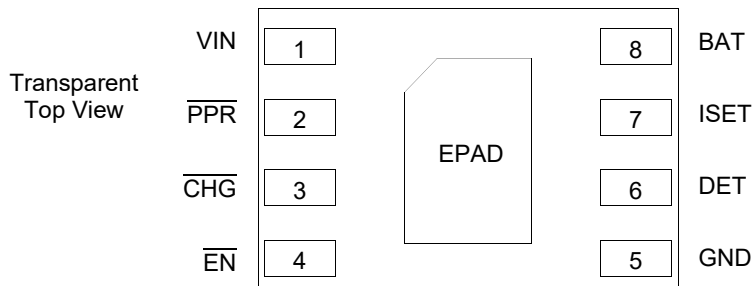 VIN 1 8 BAT
Transparent
Top View
PPR 2 7 ISET
EPAD
CHG 3 6 DET
EN 4 5 GND